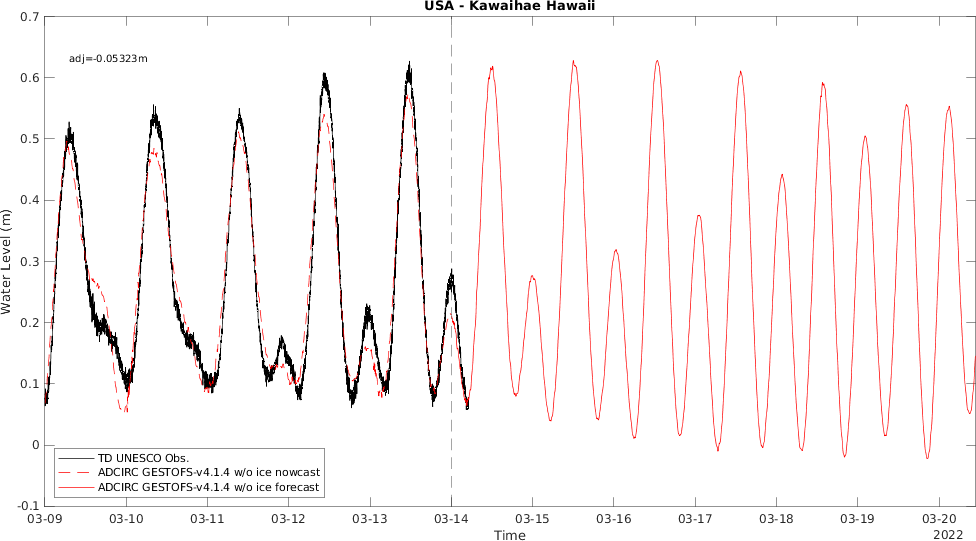 USA - Kawaihae Hawaii
0.7
adj=-0.05323m
0.6
0.5
0.4
0.3
0.2
0.1
0
-0.1
Water Level (m)
TD UNESCO Obs.
ADCIRC GESTOFS-v4.1.4 w/o ice nowcast
ADCIRC GESTOFS-v4.1.4 w/o ice forecast
03-09 03-10 03-11 03-12 03-13 03-14 03-15 03-16 03-17 03-18 03-19 03-20
Time
2022